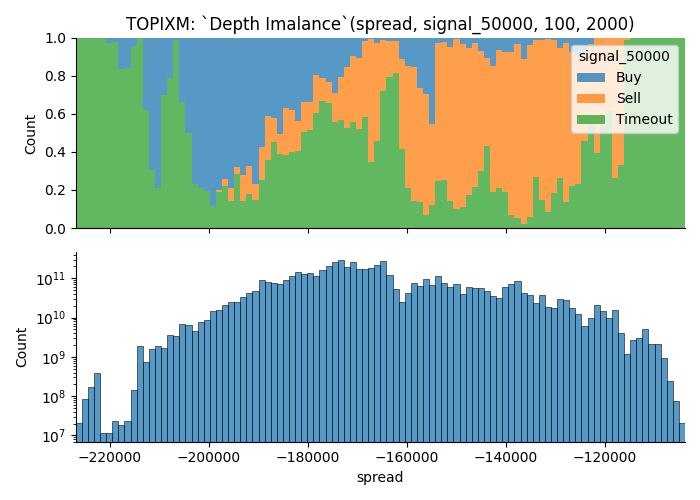 TOPIXM: `Depth Imalance`(spread, signal_50000, 100, 2000)
1.0
0.8
0.6
0.4
0.2
0.0
Count
signal_50000
Buy
Sell
Timeout
10¹¹
10¹⁰
10⁹
10⁸
10⁷
Count
−220000 −200000 −180000 −160000 −140000 −120000
spread